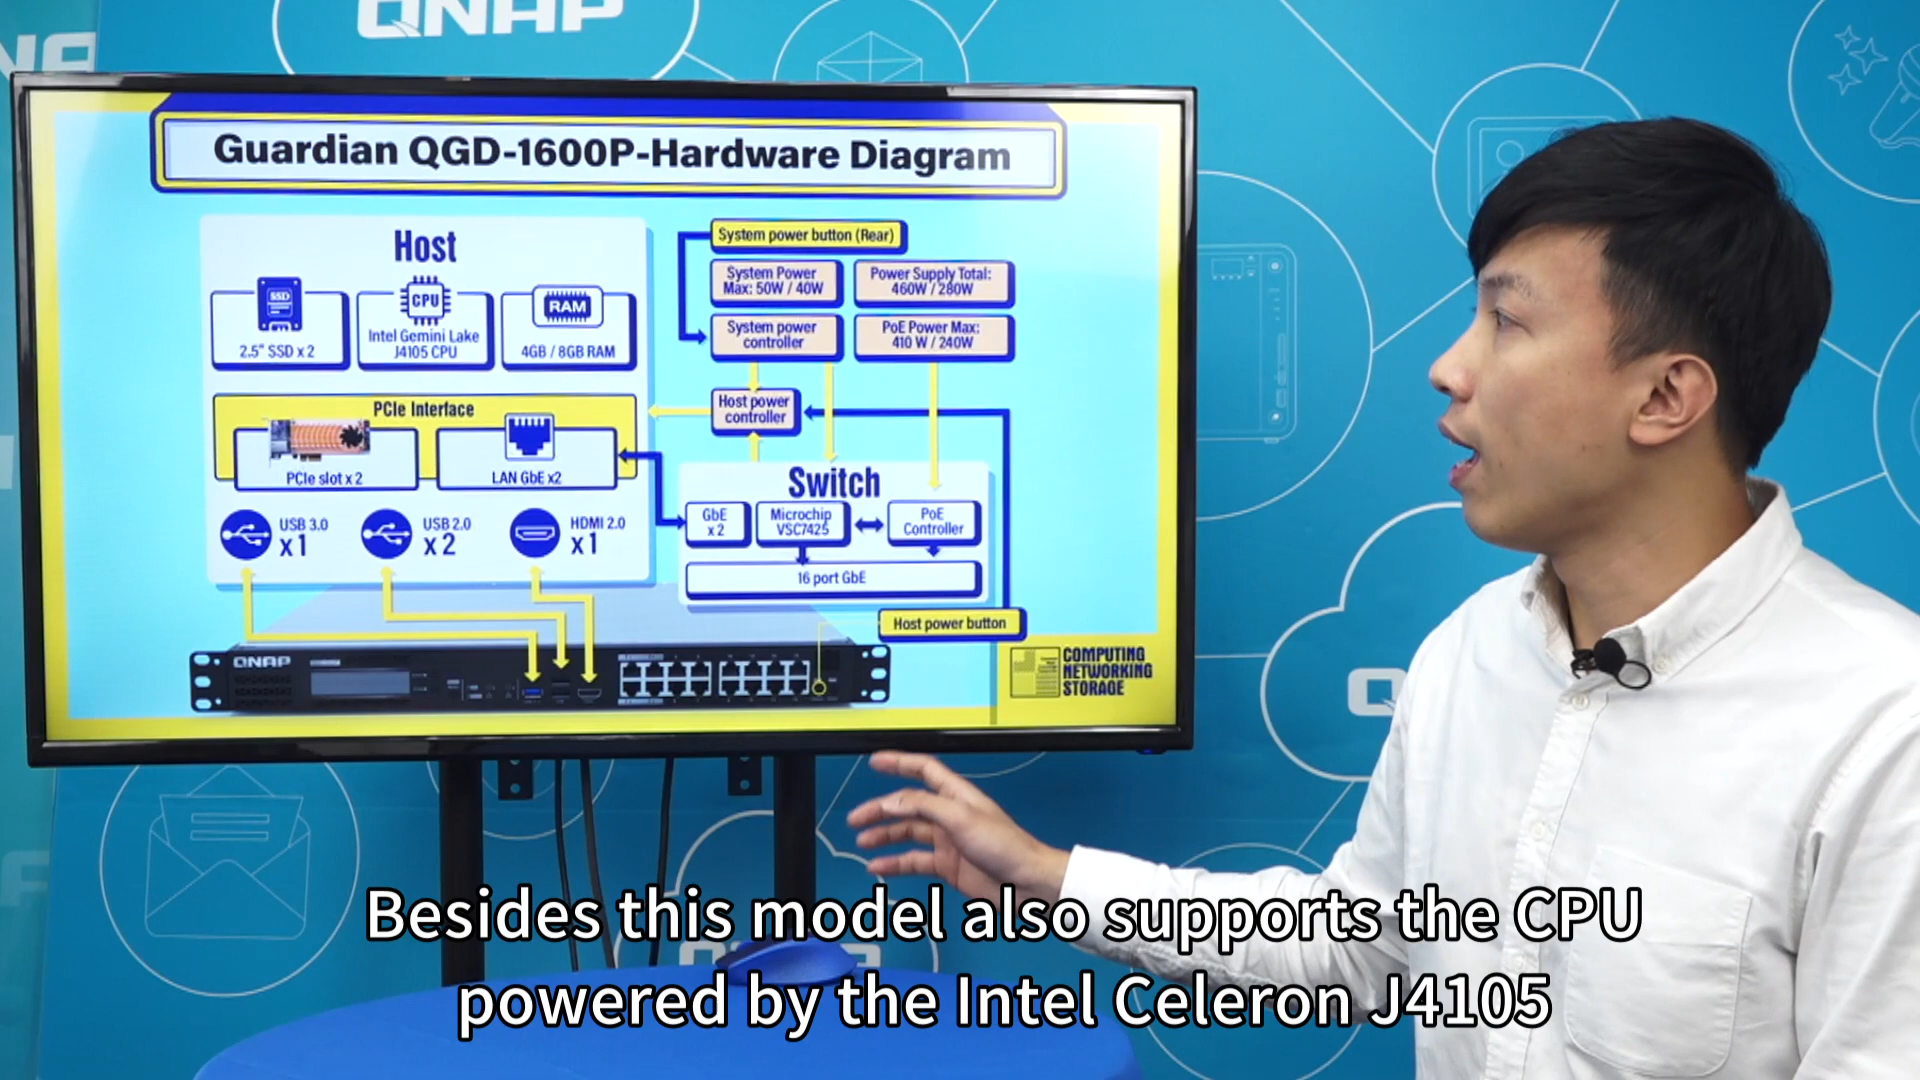 QNAP
Guardian QGD-1600P-Hardware Diagram
Host
SSD
2.5" SSD x 2
CPU
Intel Gemini Lake
J4105 CPU
RAM
4GB / 8GB RAM
PCIe Interface
PCIe slot x 2
LAN GbE x2
USB 3.0
x1
USB 2.0
x 2
HDMI 2.0
x1
System power button (Rear)
System Power
Max: 50W / 40W
Power Supply Total:
460W / 280W
System power
controller
PoE Power Max:
410 W / 240W
Host power
controller
Switch
GbE
x 2
Microchip
VSC7425
PoE
Controller
16 port GbE
Host power button
QNAP
COMPUTING
NETWORKING
STORAGE
Besides this model also supports the CPU
powered by the Intel Celeron J4105